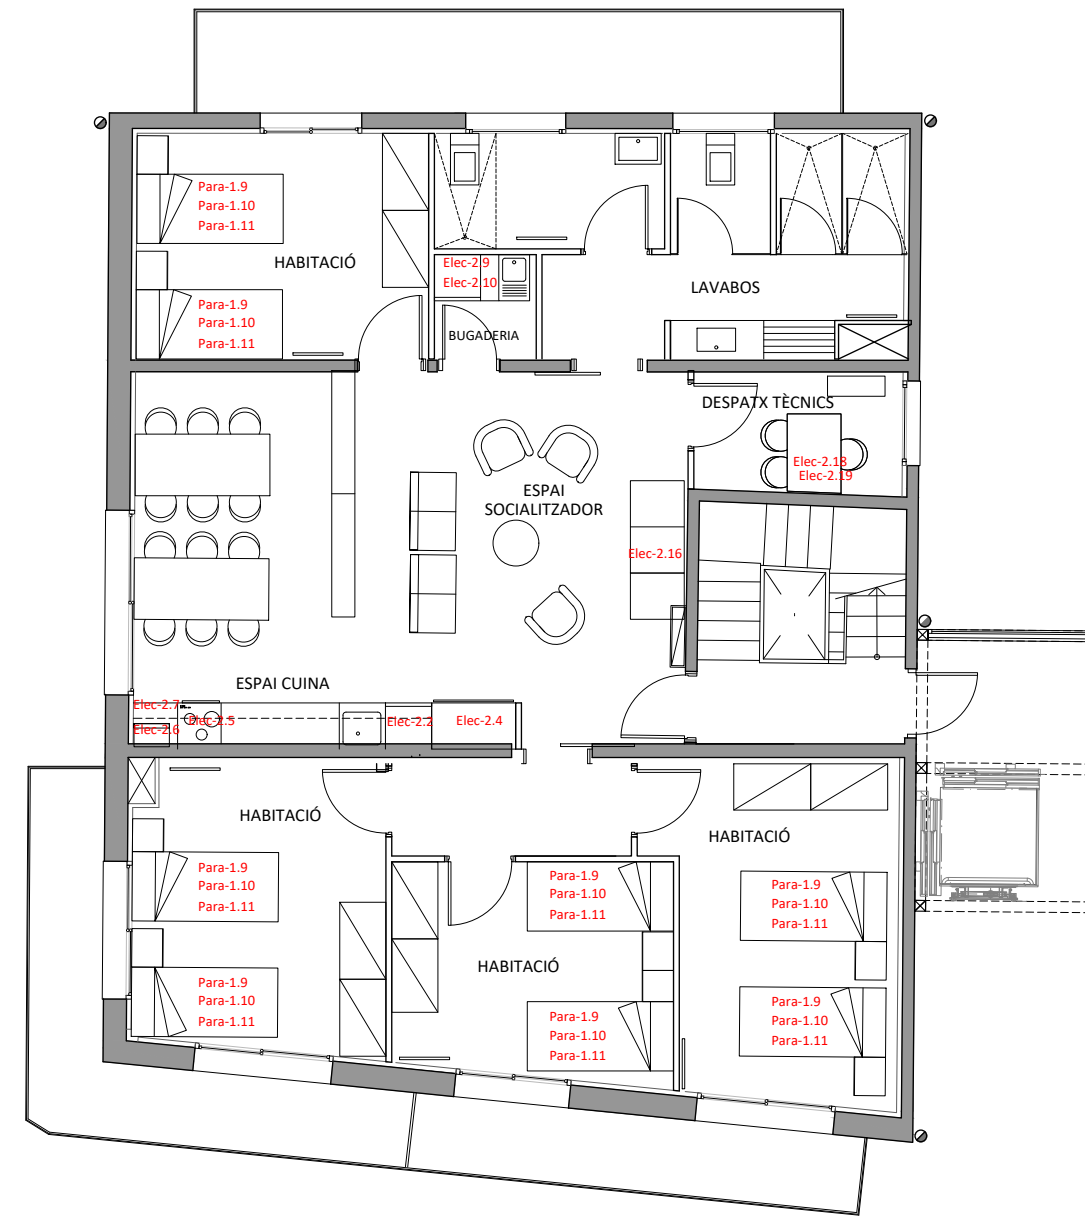 Para-1.9
Para-1.10
Para-1.11
HABITACIÓ
Para-1.9
Para-1.10
Para-1.11
Elec-2.9
Elec-2.10
BUGADERIA
LAVABOS
DESPATX TÈCNICS
Elec-2.18
Elec-2.19
ESPAI
SOCIALITZADOR
Elec-2.16
ESPAI CUINA
Elec-2.7
Elec-2.6
Elec-2.5
Elec-2.2
Elec-2.4
HABITACIÓ
Para-1.9
Para-1.10
Para-1.11
Para-1.9
Para-1.10
Para-1.11
Para-1.9
Para-1.10
Para-1.11
HABITACIÓ
Para-1.9
Para-1.10
Para-1.11
HABITACIÓ
Para-1.9
Para-1.10
Para-1.11
Para-1.9
Para-1.10
Para-1.11